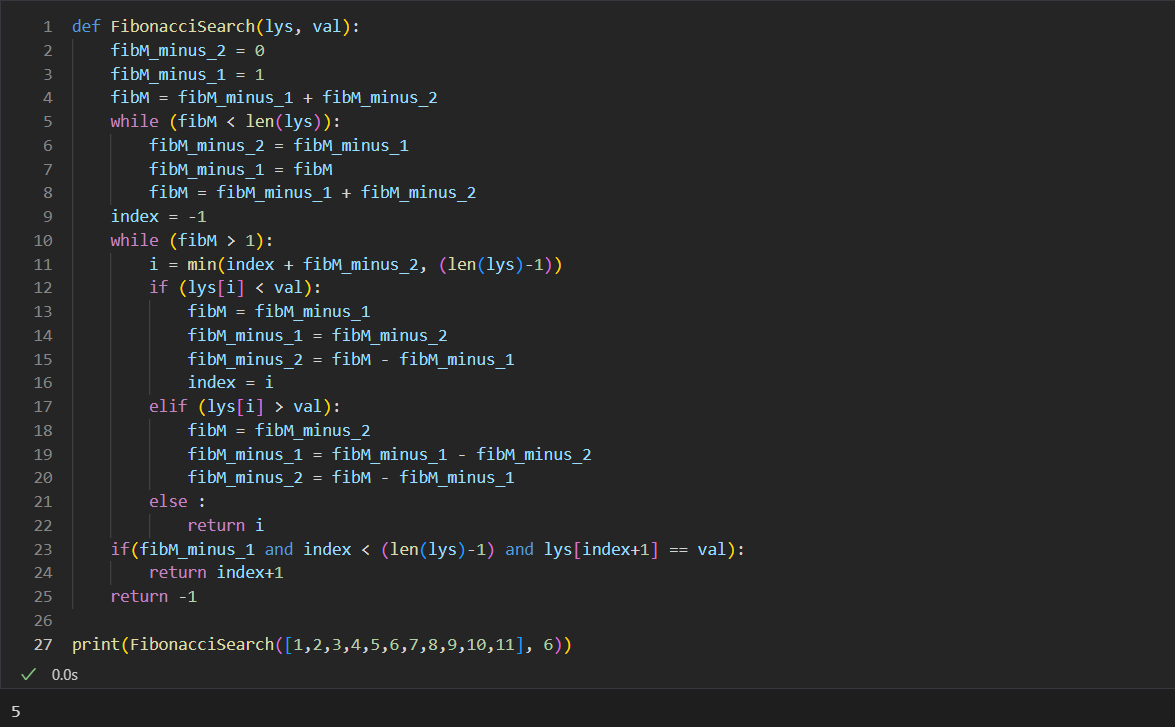 1 def FibonacciSearch(lys, val):
2     fibM_minus_2 = 0
3     fibM_minus_1 = 1
4     fibM = fibM_minus_1 + fibM_minus_2
5     while (fibM < len(lys)):
6         fibM_minus_2 = fibM_minus_1
7         fibM_minus_1 = fibM
8         fibM = fibM_minus_1 + fibM_minus_2
9     index = -1
10     while (fibM > 1):
11         i = min(index + fibM_minus_2, (len(lys)-1))
12         if (lys[i] < val):
13             fibM = fibM_minus_1
14             fibM_minus_1 = fibM_minus_2
15             fibM_minus_2 = fibM - fibM_minus_1
16             index = i
17         elif (lys[i] > val):
18             fibM = fibM_minus_2
19             fibM_minus_1 = fibM_minus_1 - fibM_minus_2
20             fibM_minus_2 = fibM - fibM_minus_1
21         else :
22             return i
23     if(fibM_minus_1 and index < (len(lys)-1) and lys[index+1] == val):
24         return index+1
25     return -1
26
27 print(FibonacciSearch([1,2,3,4,5,6,7,8,9,10,11], 6))
✓ 0.0s
5